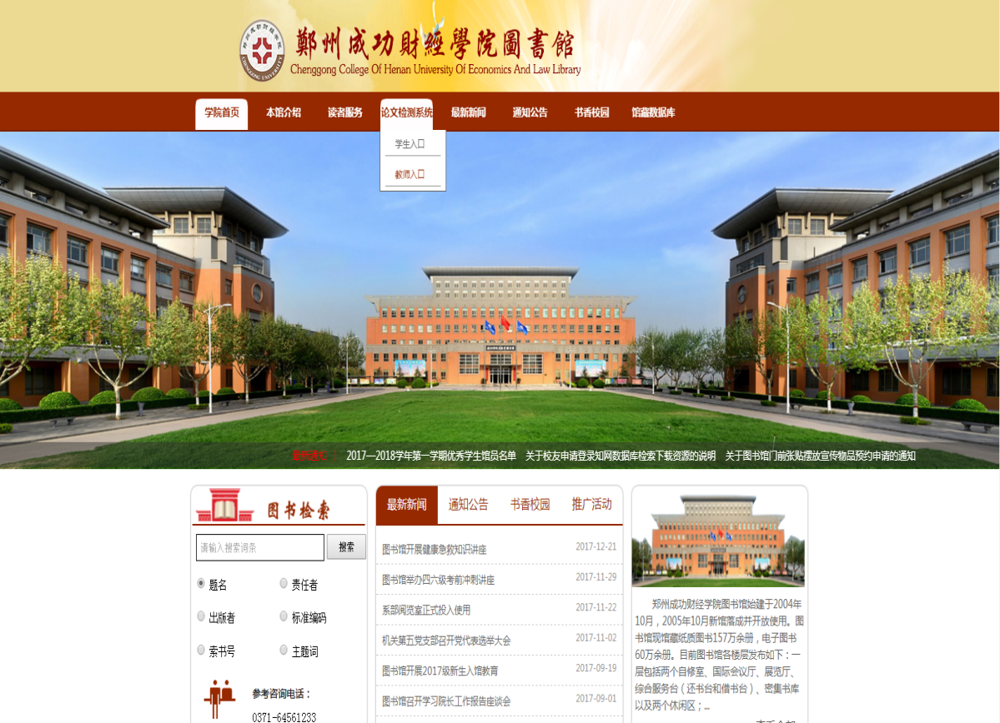 鄭州成功財經學院圖書館
Chenggong College Of Henan University Of Economics And Law Library
学院首页 本馆介绍 读者服务 论文检测系统 最新新闻 通知公告 书香校园 馆藏数据库
学生入口
教师入口
最新通知 | 2017—2018学年第一学期优秀学生馆员名单 关于校友申请登录知网数据库检索下载资源的说明 关于图书馆门前张贴摆放宣传物品预约申请的通知
图书检索
请输入搜索词条 搜索
题名 责任者
出版者 标准编码
索书号 主题词
参考咨询电话：
0371-64561233
最新新闻 通知公告 书香校园 推广活动
图书馆开展健康急救知识讲座 2017-12-21
图书馆举办四六级考前冲刺讲座 2017-11-29
系部阅览室正式投入使用 2017-11-22
机关第五党支部召开党代表选举大会 2017-11-02
图书馆开展2017级新生入馆教育 2017-09-19
图书馆召开学习院长工作报告座谈会 2017-09-01
郑州成功财经学院图书馆始建于2004年
10月，2005年10月新馆落成并开放使用。图
书馆现馆藏纸质图书157万余册，电子图书
60万余册。目前图书馆各楼层发布如下：一
层包括两个自修室、国际会议厅、展览厅、
综合服务台（还书台和借书台）、密集书库
以及两个休闲区；...